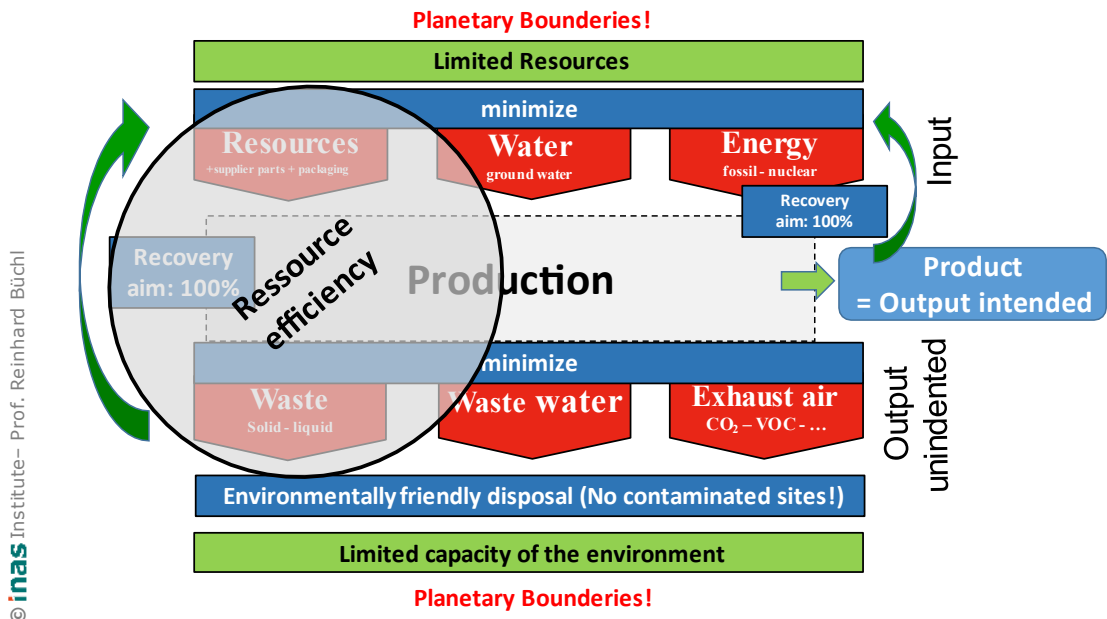 Planetary Bounderies!
Limited Resources
minimize
Resources
+supplier parts + packaging
Water
ground water
Energy
fossil - nuclear
Input
Recovery
aim: 100%
Recovery
aim: 100%
Ressource
efficiency
Production
Product
= Output intended
minimize
Waste
Solid - liquid
Waste water
Exhaust air
CO₂ – VOC - ...
Output
unindented
Environmentally friendly disposal (No contaminated sites!)
Limited capacity of the environment
Planetary Bounderies!
© inas Institute– Prof. Reinhard Büchl